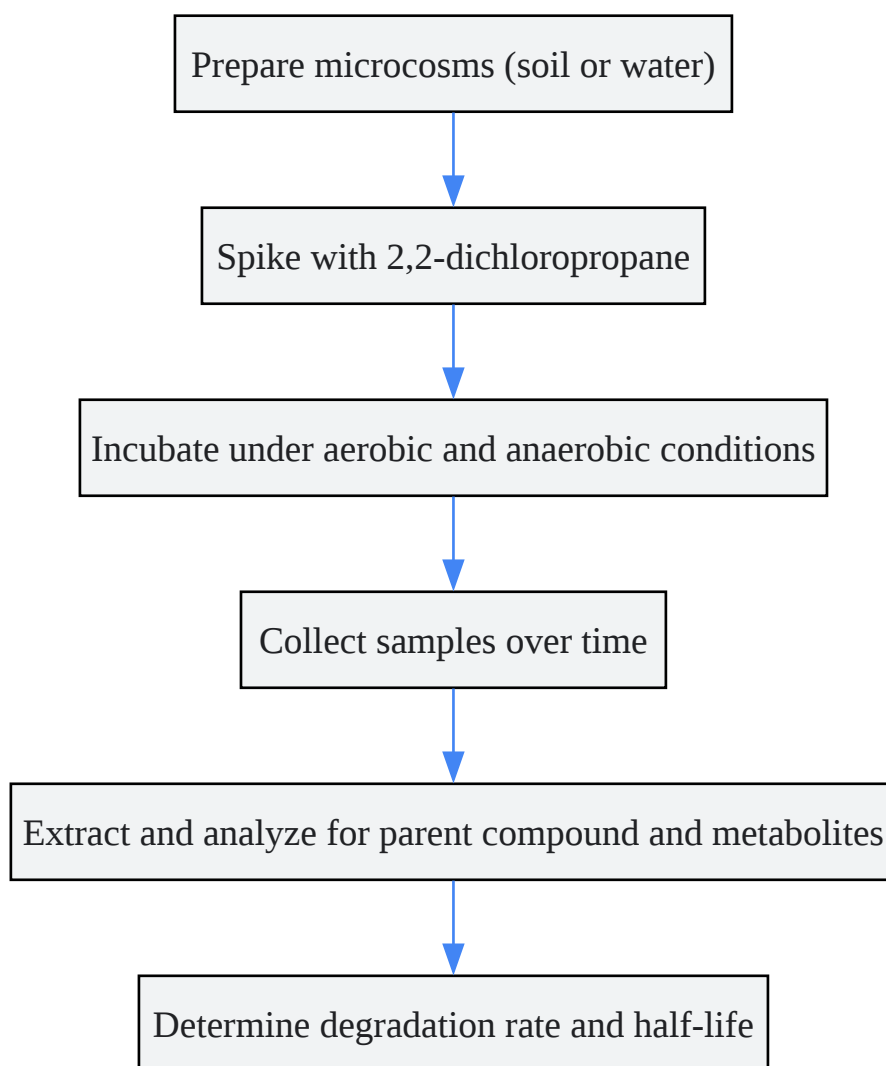 Prepare microcosms (soil or water)
Spike with 2,2-dichloropropane
Incubate under aerobic and anaerobic conditions
Collect samples over time
Extract and analyze for parent compound and metabolites
Determine degradation rate and half-life